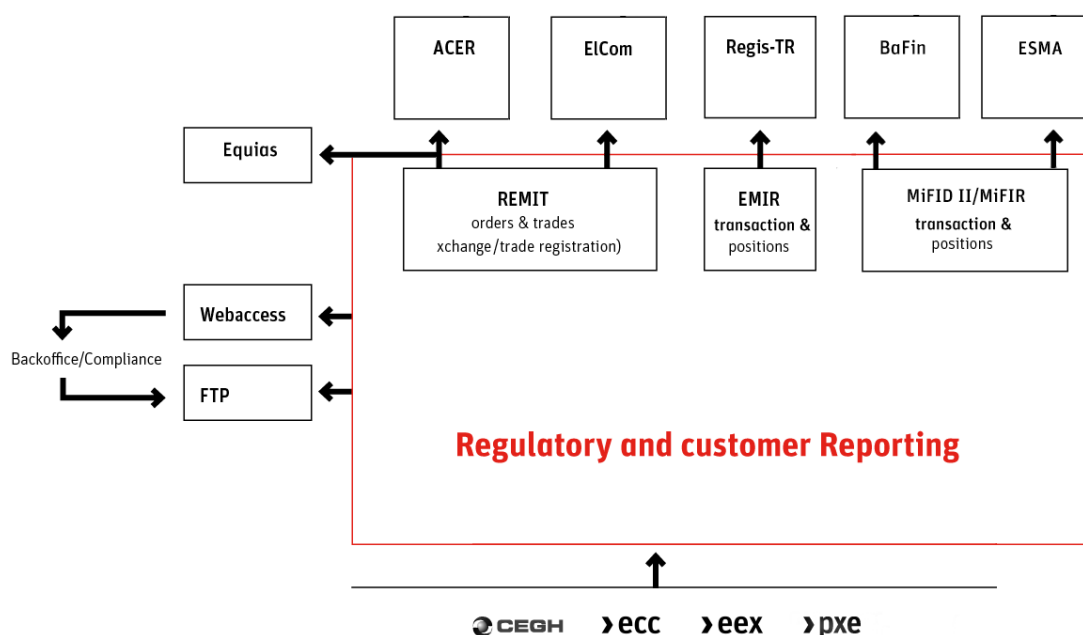 ACER
ElCom
Regis-TR
BaFin
ESMA
Equias
REMIT
orders & trades
xchange/trade registration)
EMIR
transaction &
positions
MiFID II/MiFIR
transaction &
positions
Webaccess
Backoffice/Compliance
FTP
Regulatory and customer Reporting
CEGH
ecc
eex
pxe